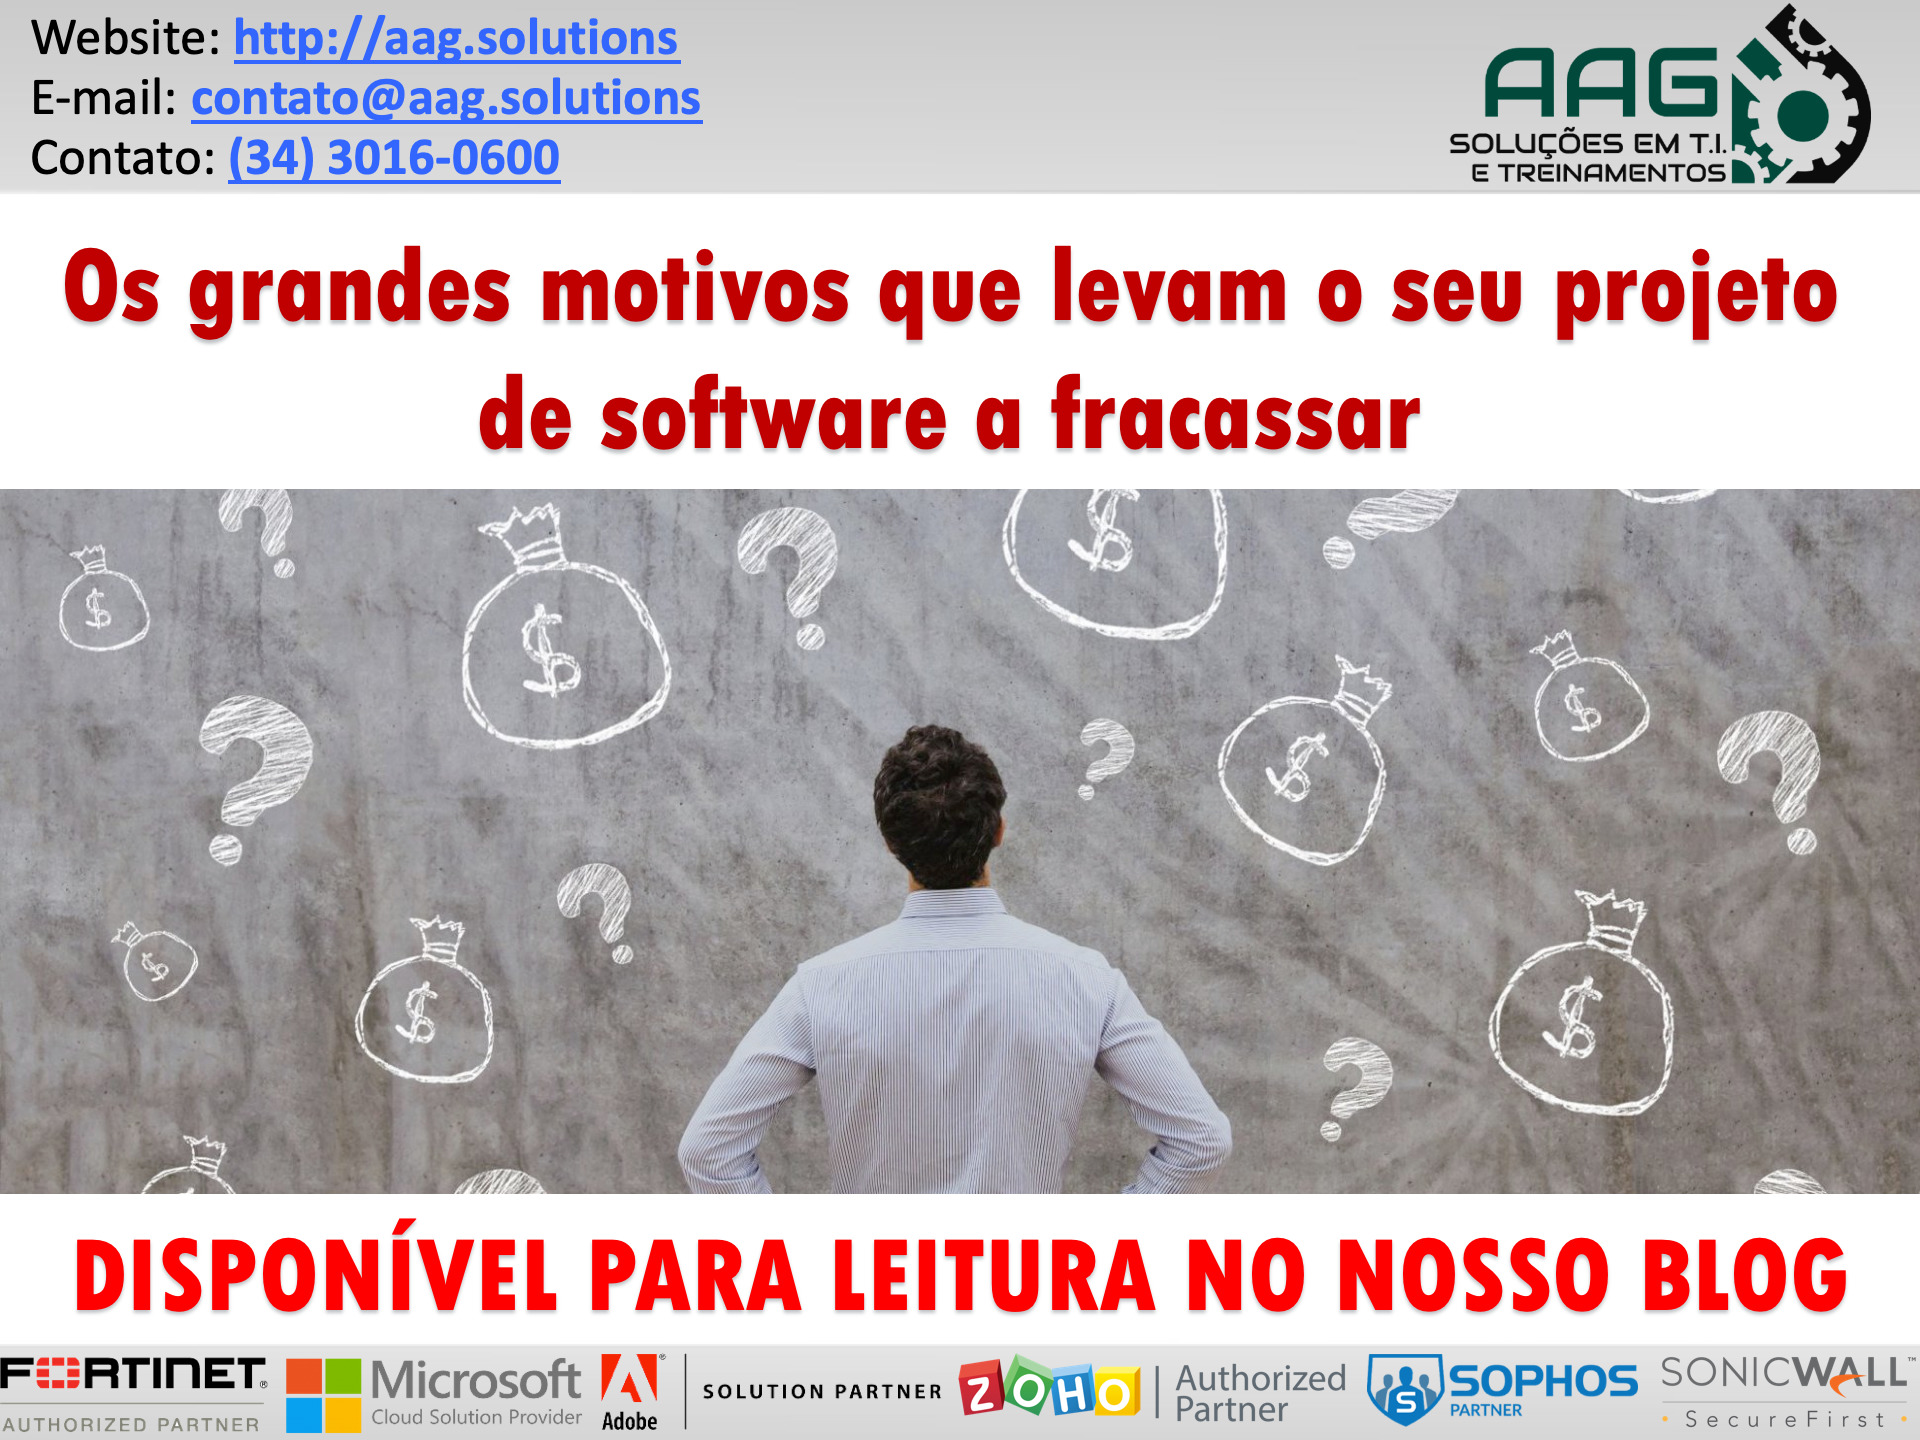 Website: http://aag.solutions
E-mail: contato@aag.solutions
Contato: (34) 3016-0600
AAG
SOLUÇÕES EM T.I.
E TREINAMENTOS
Os grandes motivos que levam o seu projeto
de software a fracassar
$
$
$
$
$
$
$
$
DISPONÍVEL PARA LEITURA NO NOSSO BLOG
FORTINET®
AUTHORIZED PARTNER
Microsoft
Cloud Solution Provider
Adobe®
SOLUTION PARTNER
ZOHO
Authorized
Partner
S
SOPHOS
PARTNER
SONICWALL™
SecureFirst